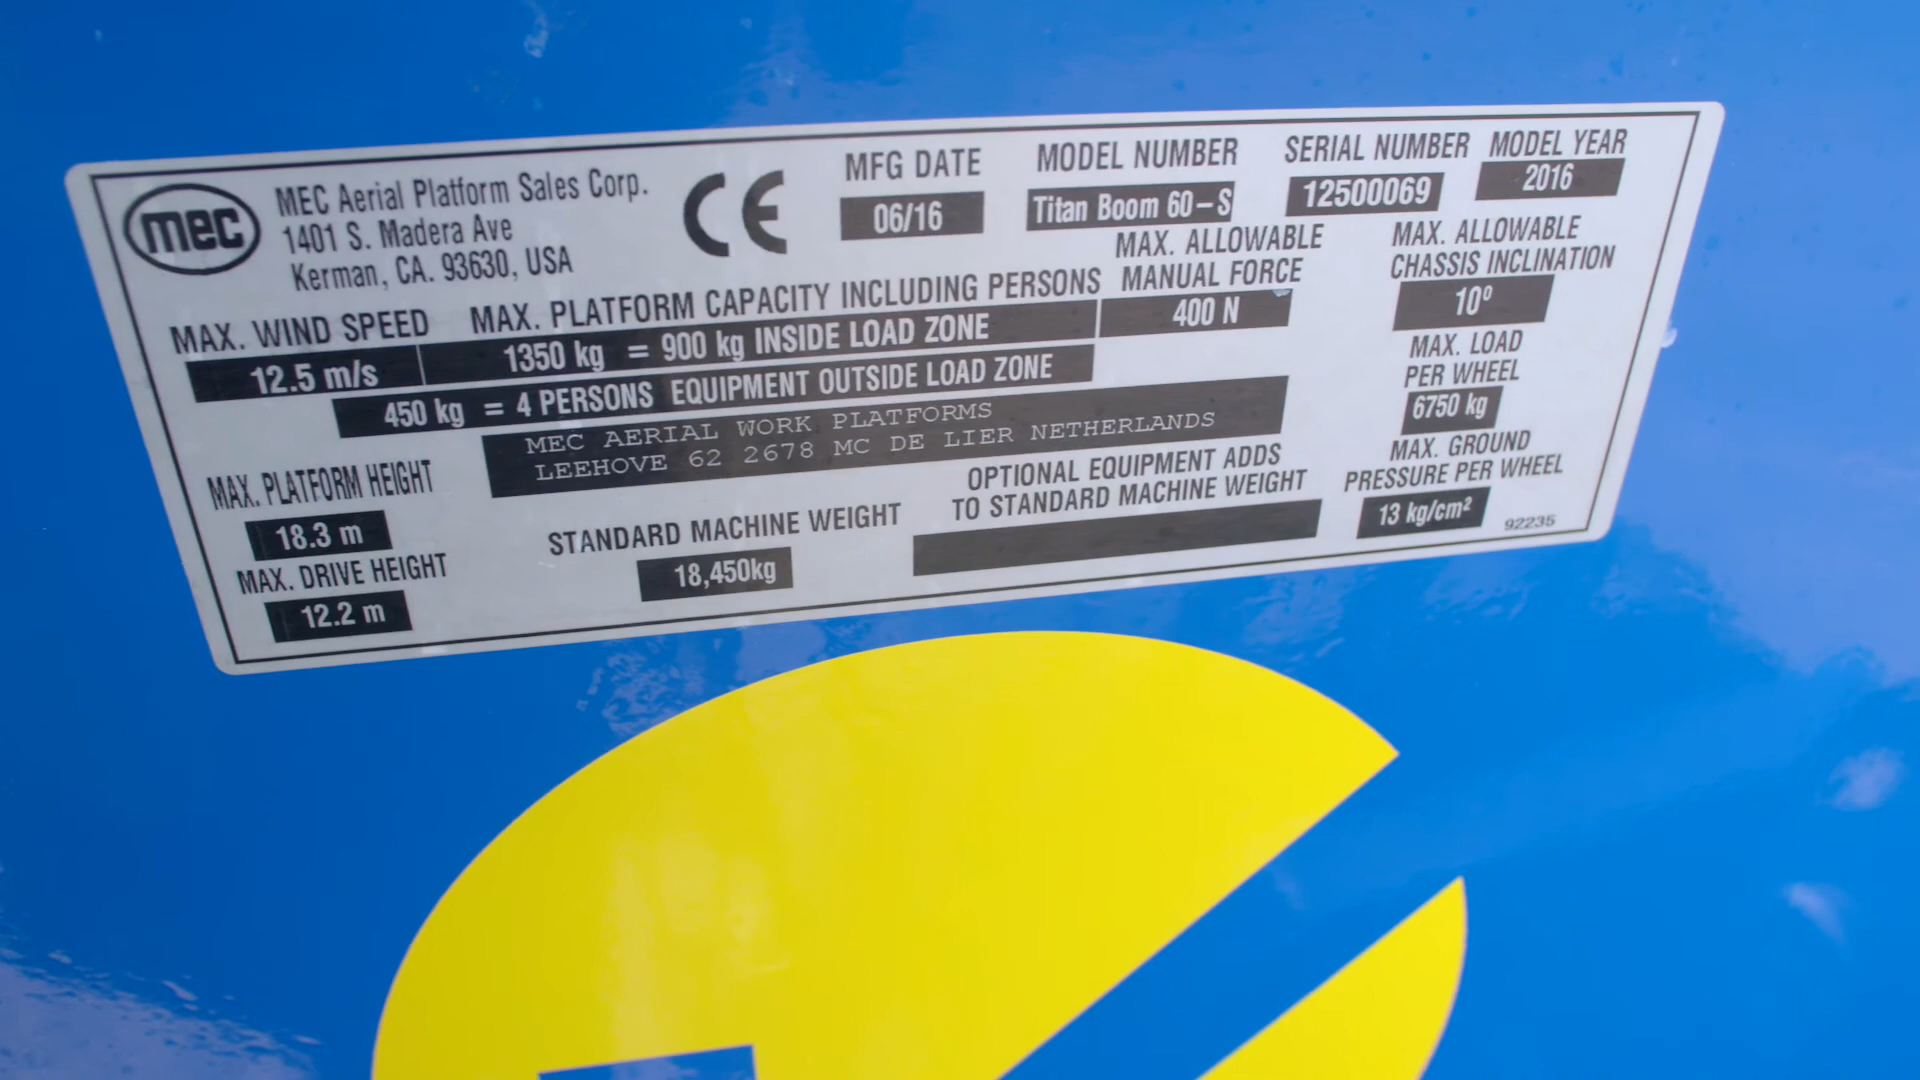 mec
MEC Aerial Platform Sales Corp.
1401 S. Madera Ave
Kerman, CA. 93630, USA
CE
MFG DATE
06/16
MODEL NUMBER
Titan Boom 60-S
SERIAL NUMBER
12500069
MODEL YEAR
2016
MAX. WIND SPEED
12.5 m/s
MAX. PLATFORM CAPACITY INCLUDING PERSONS
1350 kg = 900 kg INSIDE LOAD ZONE
450 kg = 4 PERSONS EQUIPMENT OUTSIDE LOAD ZONE
MAX. ALLOWABLE
MANUAL FORCE
400 N
MAX. ALLOWABLE
CHASSIS INCLINATION
10⁰
MEC AERIAL WORK PLATFORMS
LEEHOVE 62 2678 MC DE LIER NETHERLANDS
MAX. LOAD
PER WHEEL
6750 kg
MAX. PLATFORM HEIGHT
18.3 m
MAX. DRIVE HEIGHT
12.2 m
STANDARD MACHINE WEIGHT
18,450kg
OPTIONAL EQUIPMENT ADDS
TO STANDARD MACHINE WEIGHT
MAX. GROUND
PRESSURE PER WHEEL
13 kg/cm²
92235